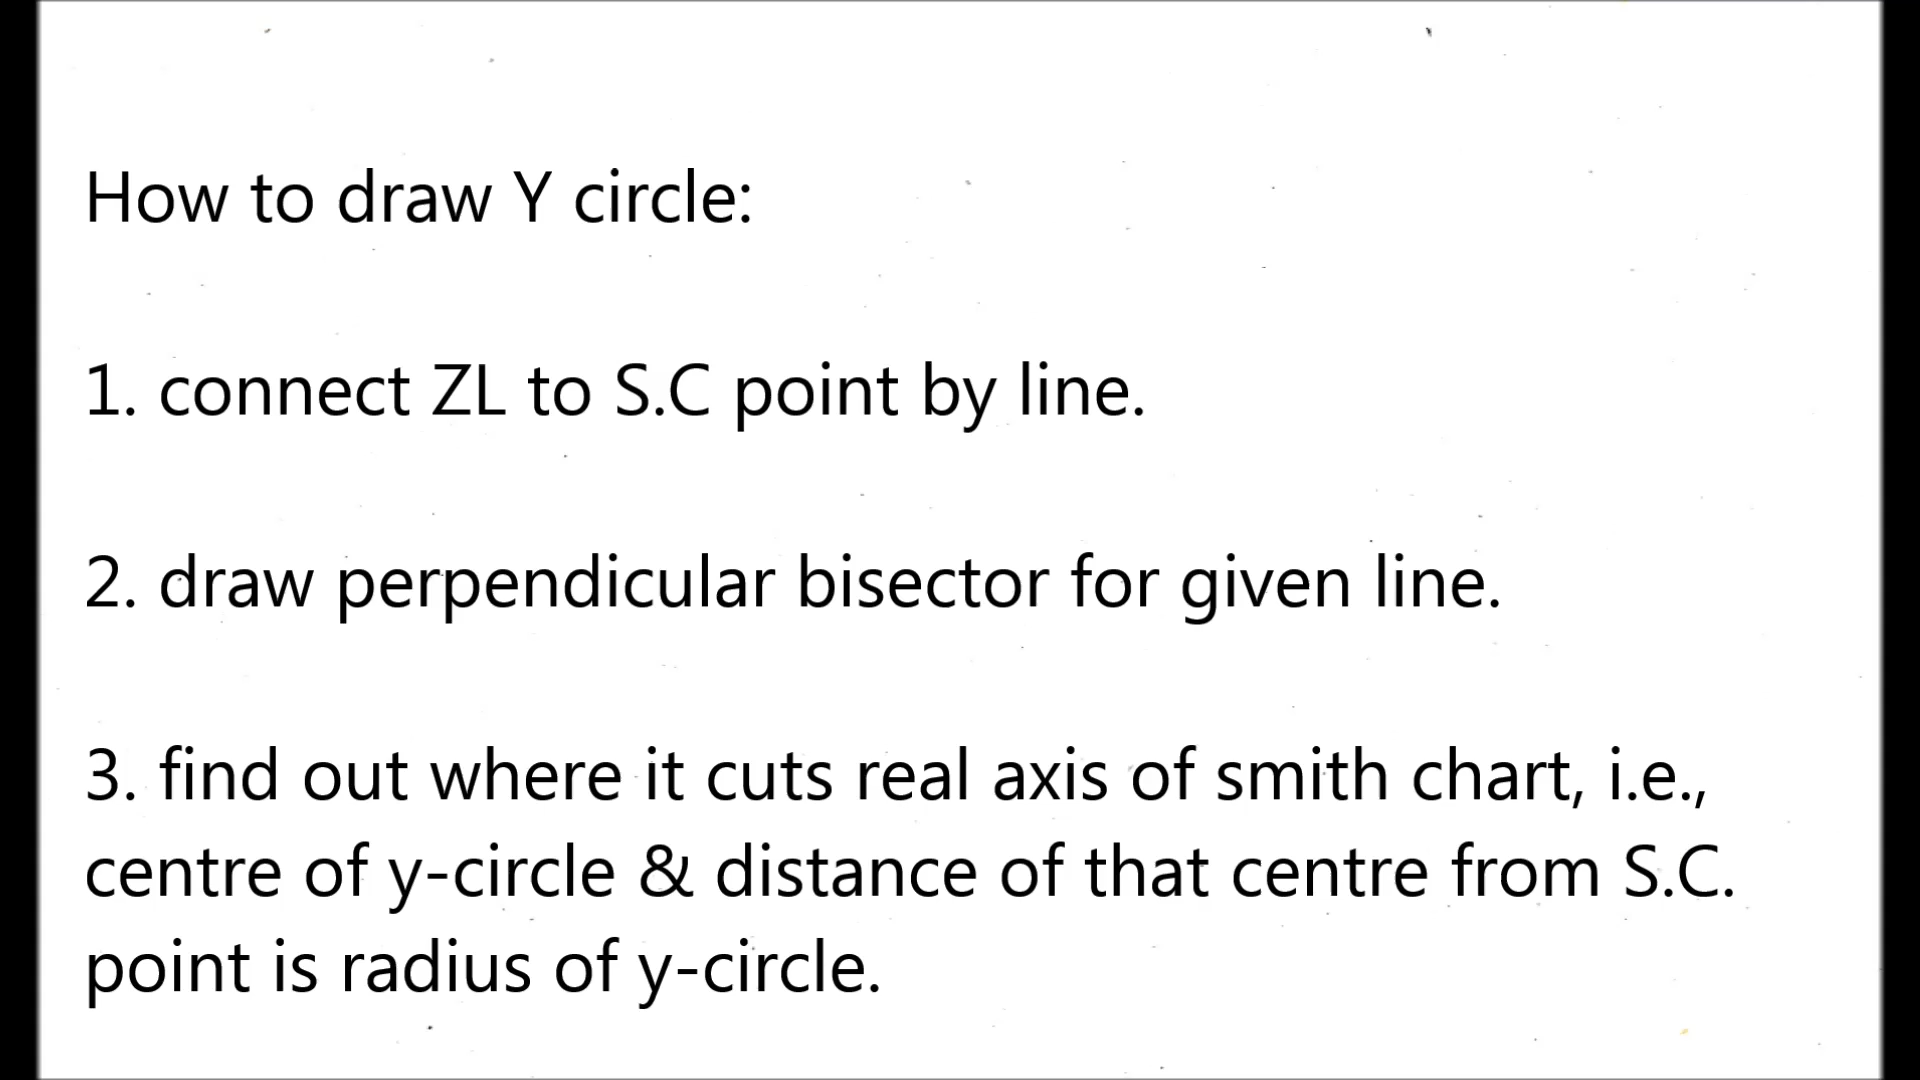 How to draw Y circle:
1. connect ZL to S.C point by line.
2. draw perpendicular bisector for given line.
3. find out where it cuts real axis of smith chart, i.e.,
centre of y-circle & distance of that centre from S.C.
point is radius of y-circle.